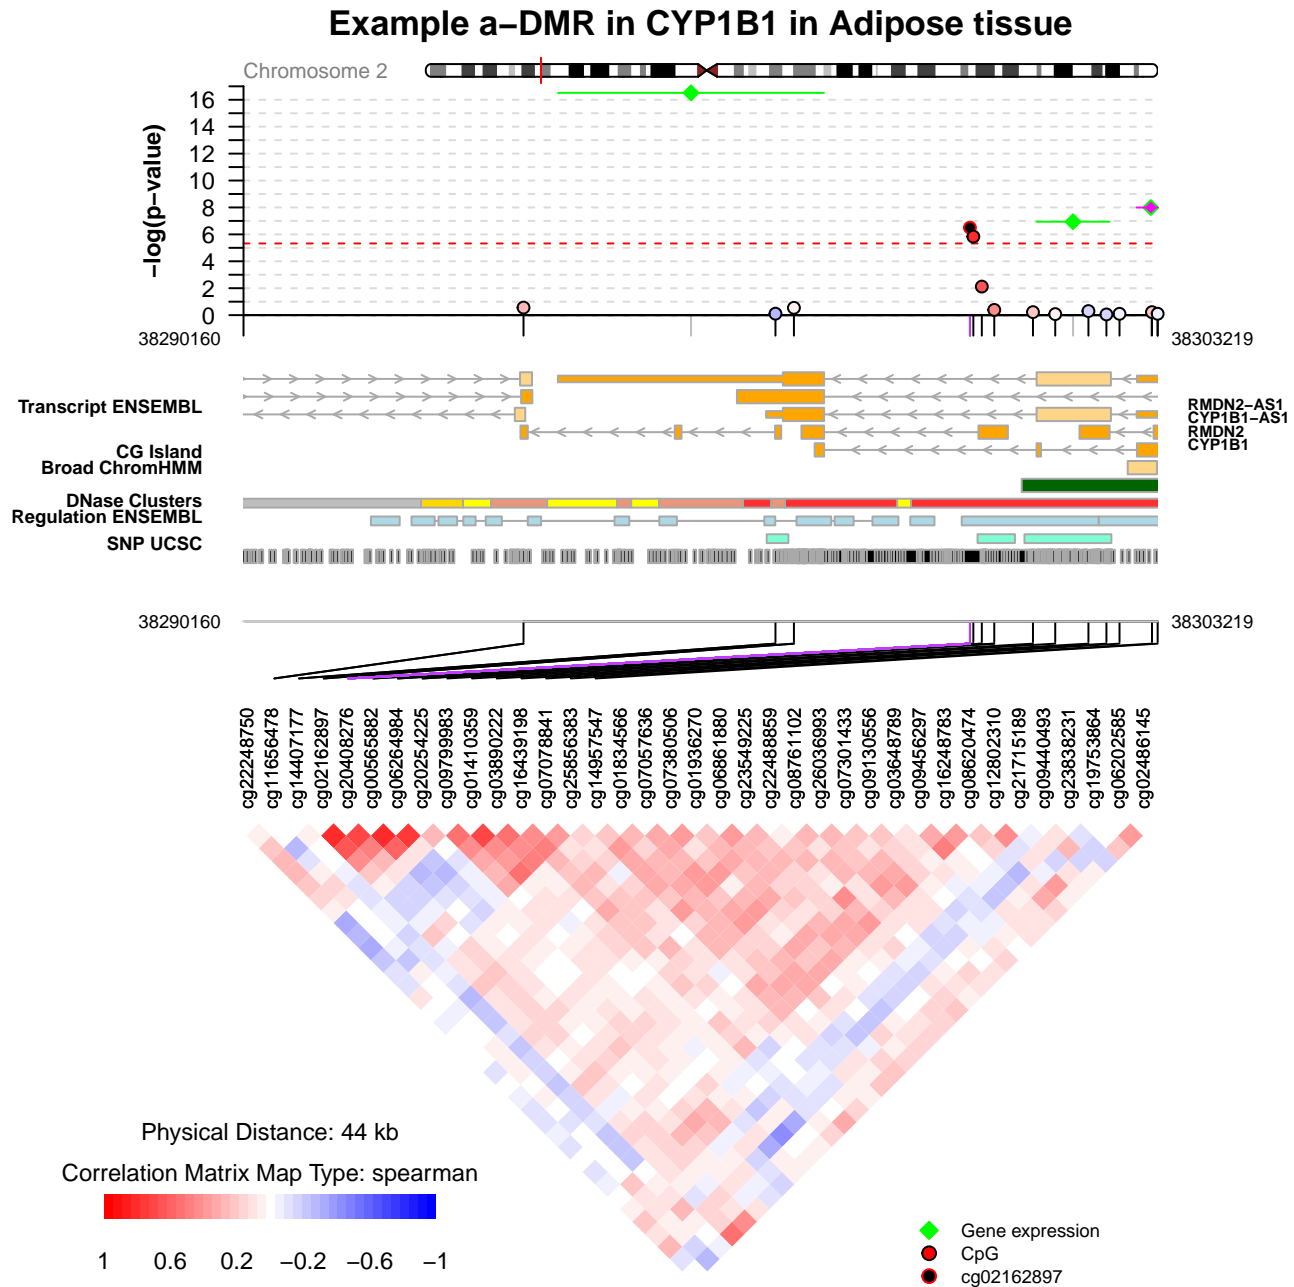 Example a−DMR in CYP1B1 in Adipose tissue
Chromosome 2
−log(p−value)
16
14
12
10
8
6
4
2
0
38290160
38303219
Transcript ENSEMBL
RMDN2−AS1
CYP1B1−AS1
RMDN2
CYP1B1
CG Island
Broad ChromHMM
DNase Clusters
Regulation ENSEMBL
SNP UCSC
38290160
38303219
cg22248750
cg11656478
cg14407177
cg02162897
cg20408276
cg00565882
cg06264984
cg20254225
cg09799983
cg01410359
cg03890222
cg16439198
cg07078841
cg25856383
cg14957547
cg01834566
cg07057636
cg07380506
cg01936270
cg06861880
cg23549225
cg22488859
cg08761102
cg26036993
cg07301433
cg09130556
cg03648789
cg09456297
cg16248783
cg08620474
cg12802310
cg21715189
cg09440493
cg23838231
cg19753864
cg06202585
cg02486145
Physical Distance: 44 kb
Correlation Matrix Map Type: spearman
1 0.6 0.2 −0.2 −0.6 −1
Gene expression
CpG
cg02162897